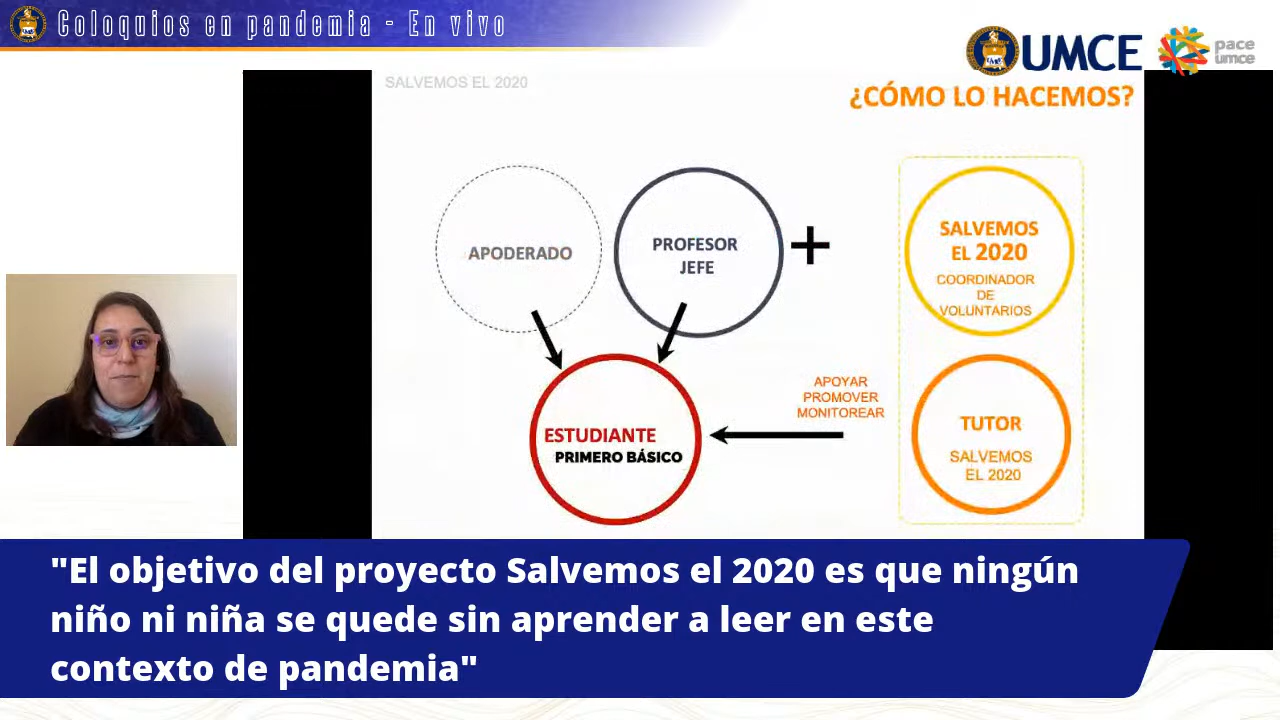 Coloquios en pandemia - En vivo
UMCE
pace
umce
SALVEMOS EL 2020
¿CÓMO LO HACEMOS?
APODERADO
PROFESOR
JEFE
+
SALVEMOS
EL 2020
COORDINADOR
DE
VOLUNTARIOS
APOYAR
PROMOVER
MONITOREAR
ESTUDIANTE
PRIMERO BÁSICO
TUTOR
SALVEMOS
EL 2020
"El objetivo del proyecto Salvemos el 2020 es que ningún
niño ni niña se quede sin aprender a leer en este
contexto de pandemia"